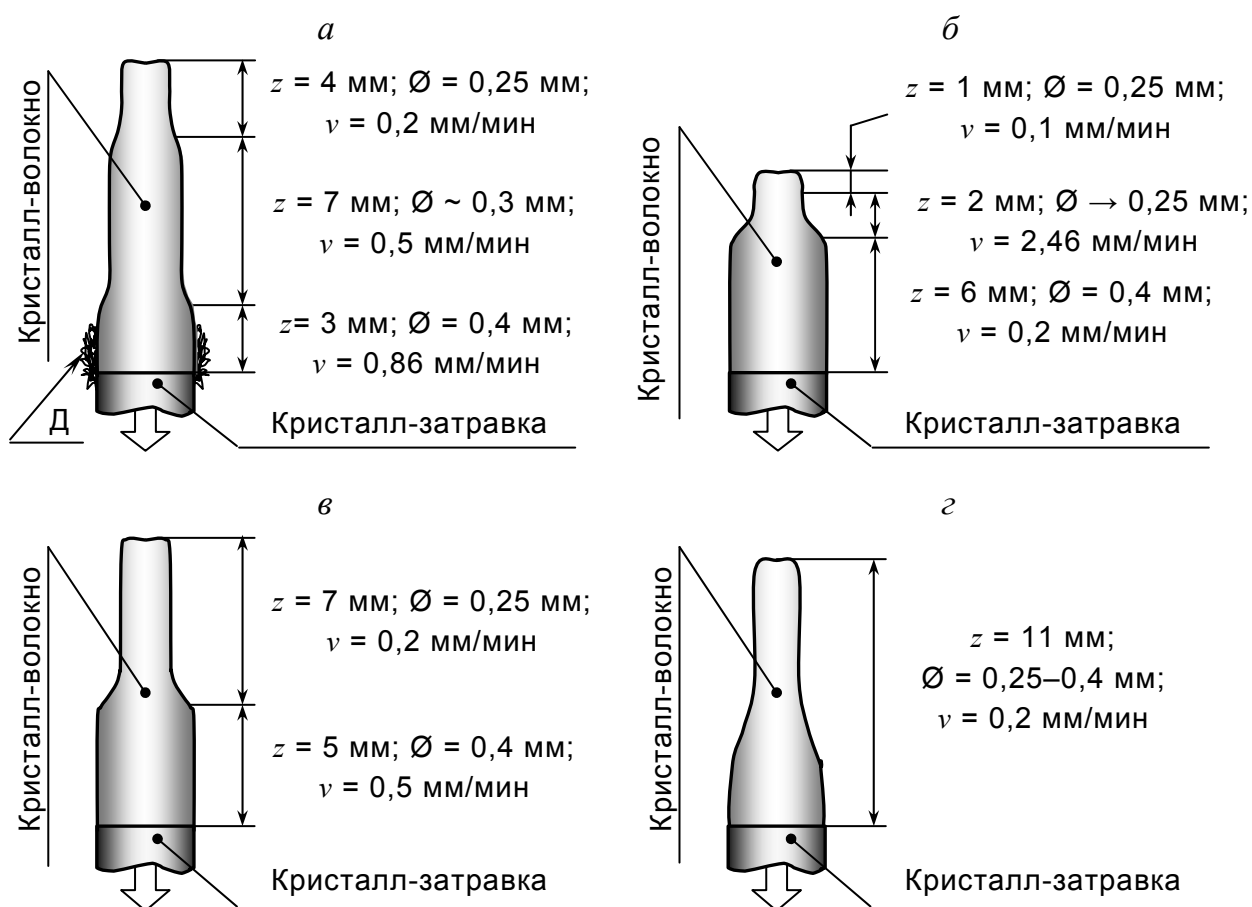 а
Кристалл-волокно
z = 4 мм; Ø = 0,25 мм;
v = 0,2 мм/мин
z = 7 мм; Ø ~ 0,3 мм;
v = 0,5 мм/мин
z= 3 мм; Ø = 0,4 мм;
v = 0,86 мм/мин
Д
Кристалл-затравка
б
Кристалл-волокно
z = 1 мм; Ø = 0,25 мм;
v = 0,1 мм/мин
z = 2 мм; Ø → 0,25 мм;
v = 2,46 мм/мин
z = 6 мм; Ø = 0,4 мм;
v = 0,2 мм/мин
Кристалл-затравка
в
Кристалл-волокно
z = 7 мм; Ø = 0,25 мм;
v = 0,2 мм/мин
z = 5 мм; Ø = 0,4 мм;
v = 0,5 мм/мин
Кристалл-затравка
г
Кристалл-волокно
z = 11 мм;
Ø = 0,25–0,4 мм;
v = 0,2 мм/мин
Кристалл-затравка